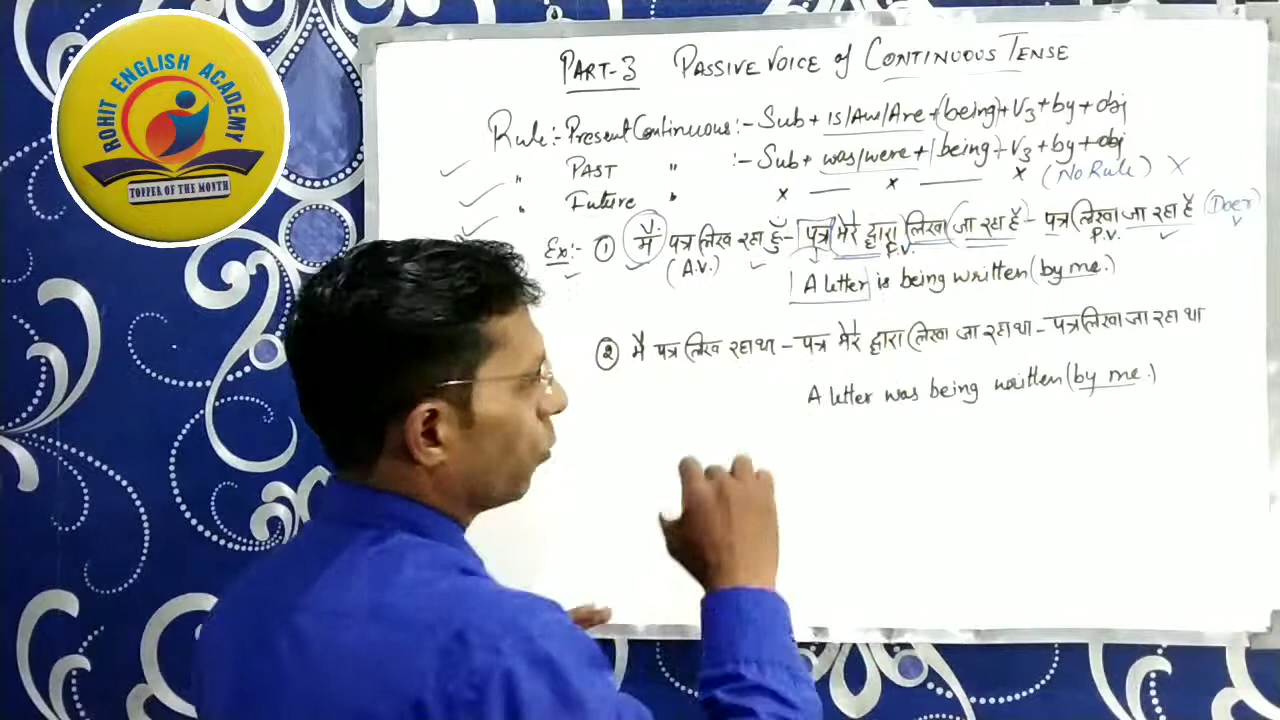 ROHIT ENGLISH ACADEMY
TOPPER OF THE MONTH
PART-3 PASSIVE VOICE of CONTINUOUS TENSE
Rule:- Present Continuous:- Sub + is/Am/Are + (being) + V3 + by + obj
" PAST " :- Sub + was/were + (being) + V3 + by + obj
" Future " x — x — x (No Rule) X
Ex:- ① मैं पत्र लिख रहा हूँ - पत्र मेरे द्वारा लिखा जा रहा है - पत्र लिखा जा रहा है (Doer)
(A.V.) P.V. P.V.
A letter is being written (by me.)
② मै पत्र लिख रहा था - पत्र मेरे द्वारा लिखा जा रहा था - पत्र लिखा जा रहा था
A letter was being written (by me.)